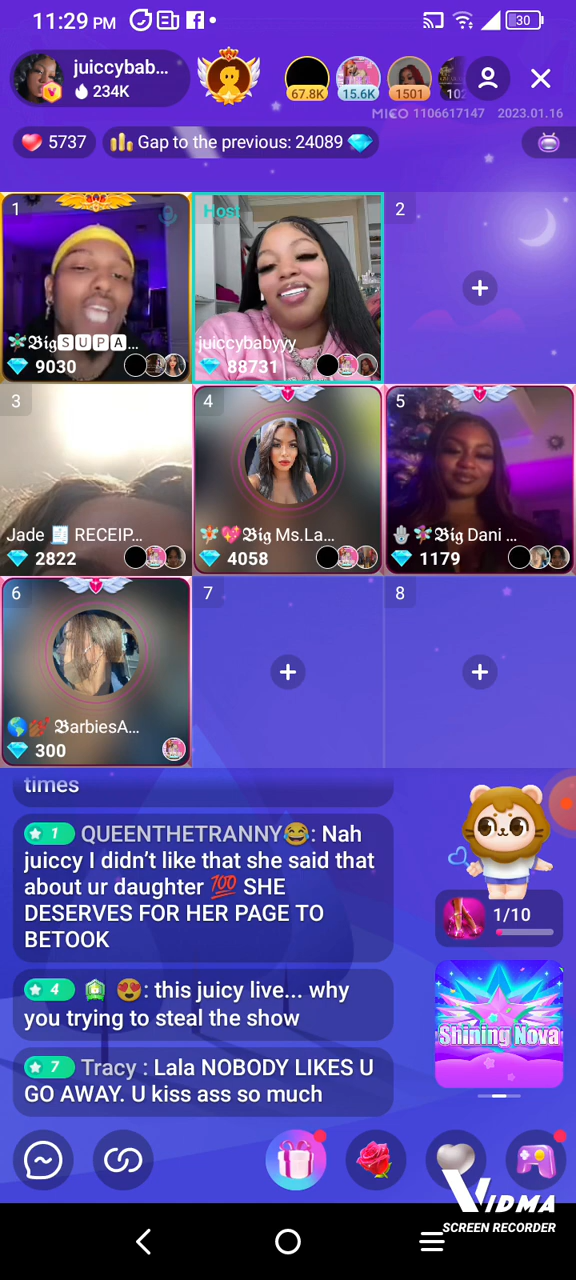 11:29 PM
30
juiccybab...
234K
67.8K
15.6K
1501
MICO 1106617147 2023.01.16
5737
Gap to the previous: 24089
1
Host
2
🧚𝕭𝖎𝖌🆂🆄🅿🅰...
9030
juiccybabyyy
88731
3
4
5
Jade 🧾 RECEIP...
2822
🧚💖𝕭𝖎𝖌 Ms.La...
4058
🪬🧚𝕭𝖎𝖌 Dani ...
1179
6
7
8
🌎💅🏾 𝕭arbiesA...
300
times
1 QUEENTHETRANNY😂: Nah
juiccy I didn’t like that she said that
about ur daughter 💯 SHE
DESERVES FOR HER PAGE TO
BETOOK
1/10
4 😍: this juicy live... why
you trying to steal the show
Shining Nova
7 Tracy : Lala NOBODY LIKES U
GO AWAY. U kiss ass so much
VIDMA
SCREEN RECORDER